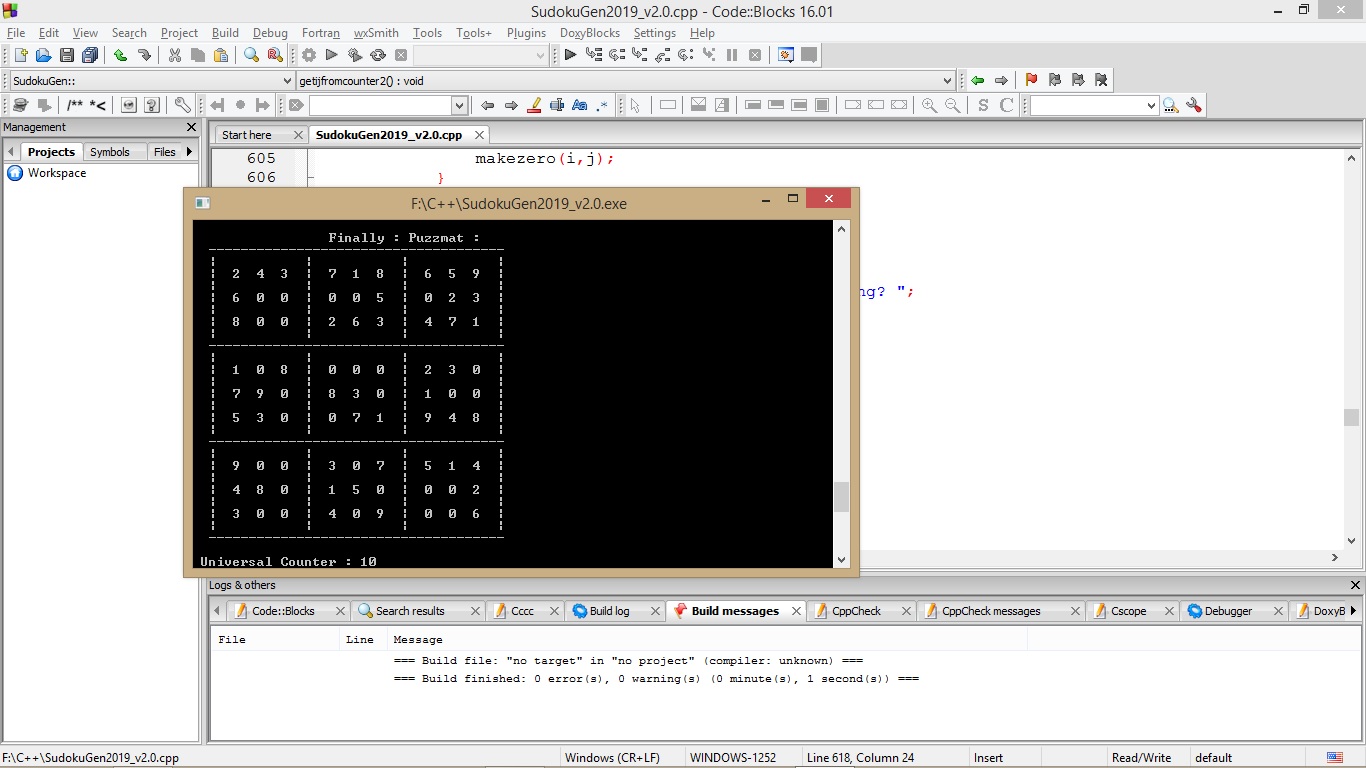 SudokuGen2019_v2.0.cpp - Code::Blocks 16.01
File Edit View Search Project Build Debug Fortran wxSmith Tools Tools+ Plugins DoxyBlocks Settings Help
SudokuGen:: getijfromcounter2() : void
/** *< Aa .* S C
Management
Projects Symbols Files
Workspace
Start here SudokuGen2019_v2.0.cpp
605 makezero(i,j);
606 }
ng? ";
F:\C++\SudokuGen2019_v2.0.exe
Finally : Puzzmat :
2 4 3 7 1 8 6 5 9
6 0 0 0 0 5 0 2 3
8 0 0 2 6 3 4 7 1
1 0 8 0 0 0 2 3 0
7 9 0 8 3 0 1 0 0
5 3 0 0 7 1 9 4 8
9 0 0 3 0 7 5 1 4
4 8 0 1 5 0 0 0 2
3 0 0 4 0 9 0 0 6
Universal Counter : 10
Logs & others
Code::Blocks Search results Cccc Build log Build messages CppCheck CppCheck messages Cscope Debugger DoxyB
File Line Message
=== Build file: "no target" in "no project" (compiler: unknown) ===
=== Build finished: 0 error(s), 0 warning(s) (0 minute(s), 1 second(s)) ===
F:\C++\SudokuGen2019_v2.0.cpp Windows (CR+LF) WINDOWS-1252 Line 618, Column 24 Insert Read/Write default